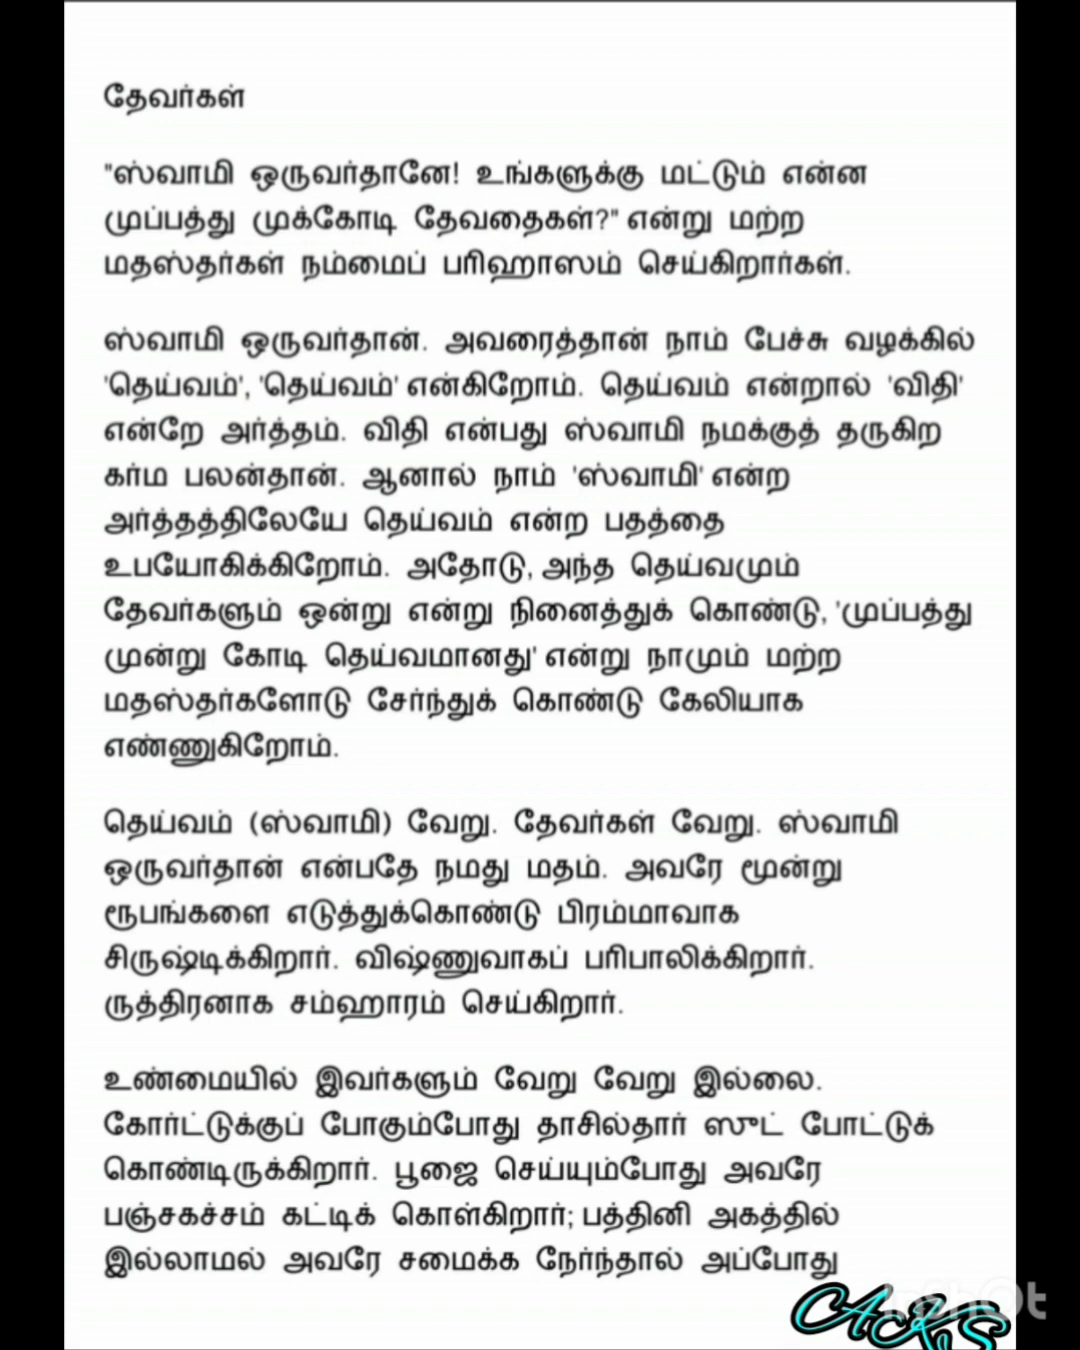 தேவர்கள்
"ஸ்வாமி ஒருவர்தானே! உங்களுக்கு மட்டும் என்ன
முப்பத்து முக்கோடி தேவதைகள்?" என்று மற்ற
மதஸ்தர்கள் நம்மைப் பரிஹாஸம் செய்கிறார்கள்.
ஸ்வாமி ஒருவர்தான். அவரைத்தான் நாம் பேச்சு வழக்கில்
'தெய்வம்', 'தெய்வம்' என்கிறோம். தெய்வம் என்றால் 'விதி'
என்றே அர்த்தம். விதி என்பது ஸ்வாமி நமக்குத் தருகிற
கர்ம பலன்தான். ஆனால் நாம் 'ஸ்வாமி' என்ற
அர்த்தத்திலேயே தெய்வம் என்ற பதத்தை
உபயோகிக்கிறோம். அதோடு, அந்த தெய்வமும்
தேவர்களும் ஒன்று என்று நினைத்துக் கொண்டு, 'முப்பத்து
முன்று கோடி தெய்வமானது' என்று நாமும் மற்ற
மதஸ்தர்களோடு சேர்ந்துக் கொண்டு கேலியாக
எண்ணுகிறோம்.
தெய்வம் (ஸ்வாமி) வேறு. தேவர்கள் வேறு. ஸ்வாமி
ஒருவர்தான் என்பதே நமது மதம். அவரே மூன்று
ரூபங்களை எடுத்துக்கொண்டு பிரம்மாவாக
சிருஷ்டிக்கிறார். விஷ்ணுவாகப் பரிபாலிக்கிறார்.
ருத்திரனாக சம்ஹாரம் செய்கிறார்.
உண்மையில் இவர்களும் வேறு வேறு இல்லை.
கோர்ட்டுக்குப் போகும்போது தாசில்தார் ஸுட் போட்டுக்
கொண்டிருக்கிறார். பூஜை செய்யும்போது அவரே
பஞ்சகச்சம் கட்டிக் கொள்கிறார்; பத்தினி அகத்தில்
இல்லாமல் அவரே சமைக்க நேர்ந்தால் அப்போது
InShot
ACKS